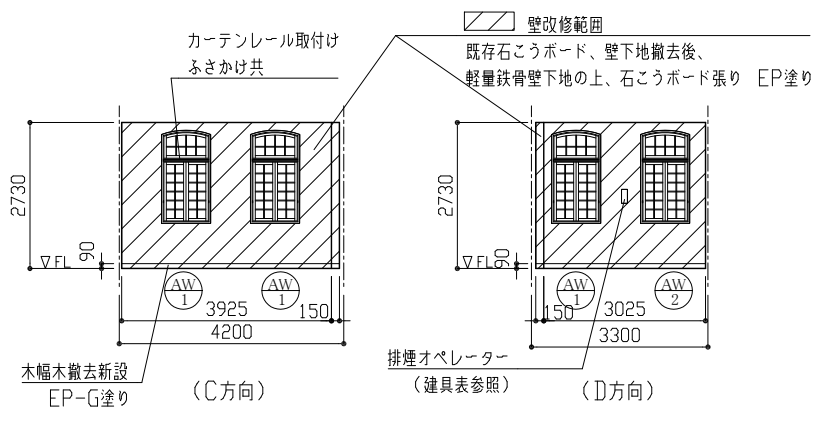 壁改修範囲
既存石こうボード、壁下地撤去後、
軽量鉄骨壁下地の上、石こうボード張り EP塗り
カーテンレール取付け
ふさかけ共
2730
90
▽FL
AW
1
AW
1
3925
150
4200
木幅木撤去新設
EP-G塗り
(C方向)
2730
90
▽FL
AW
1
AW
2
150
3025
3300
排煙オペレーター
(建具表参照)
(D方向)